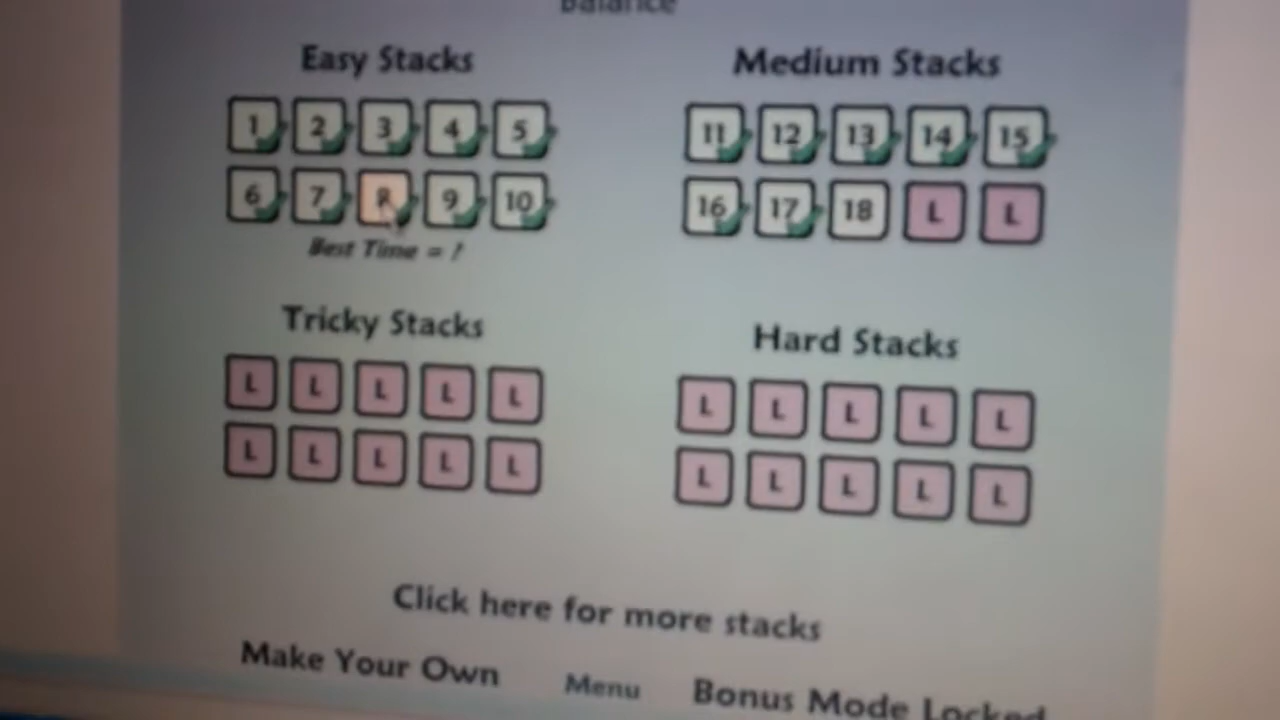 Balance
Easy Stacks
1 2 3 4 5
6 7 8 9 10
Best Time = ?
Medium Stacks
11 12 13 14 15
16 17 18 L L
Tricky Stacks
L L L L L
L L L L L
Hard Stacks
L L L L L
L L L L L
Click here for more stacks
Make Your Own
Menu
Bonus Mode Locked